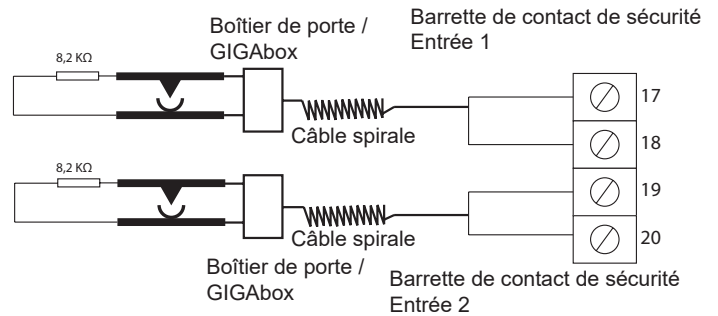 Barrette de contact de sécurité
Entrée 1
Boîtier de porte /
GIGAbox
8,2 KΩ
17
Câble spirale
18
8,2 KΩ
19
Câble spirale
20
Boîtier de porte /
GIGAbox
Barrette de contact de sécurité
Entrée 2